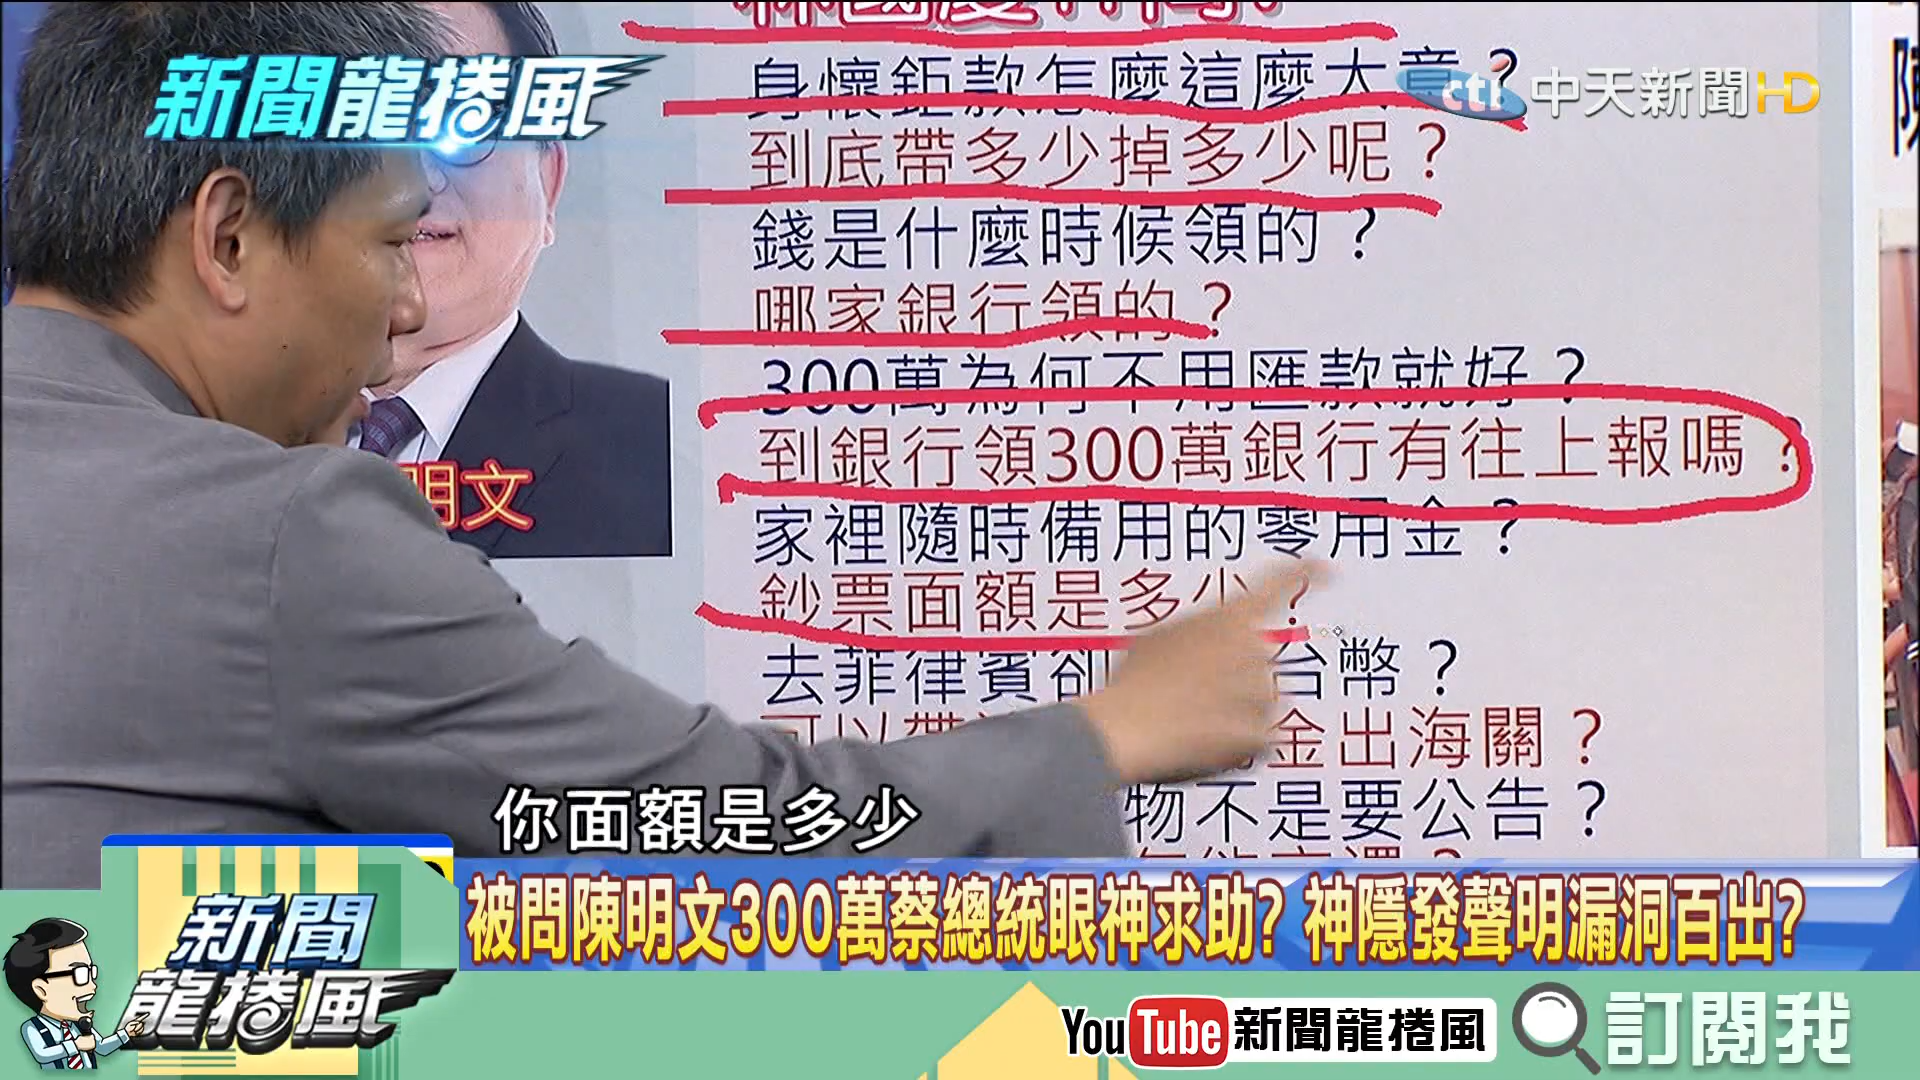 新聞龍捲風
cti 中天新聞HD
身懷鉅款怎麼這麼大意？
到底帶多少掉多少呢？
錢是什麼時候領的？
哪家銀行領的？
300萬為何不用匯款就好？
到銀行領300萬銀行有往上報嗎？
家裡隨時備用的零用金？
鈔票面額是多少？
去菲律賓卻 台幣？
金出海關？
物不是要公告？
明文
你面額是多少
被問陳明文300萬蔡總統眼神求助? 神隱發聲明漏洞百出?
新聞
龍捲風
YouTube 新聞龍捲風 訂閱我